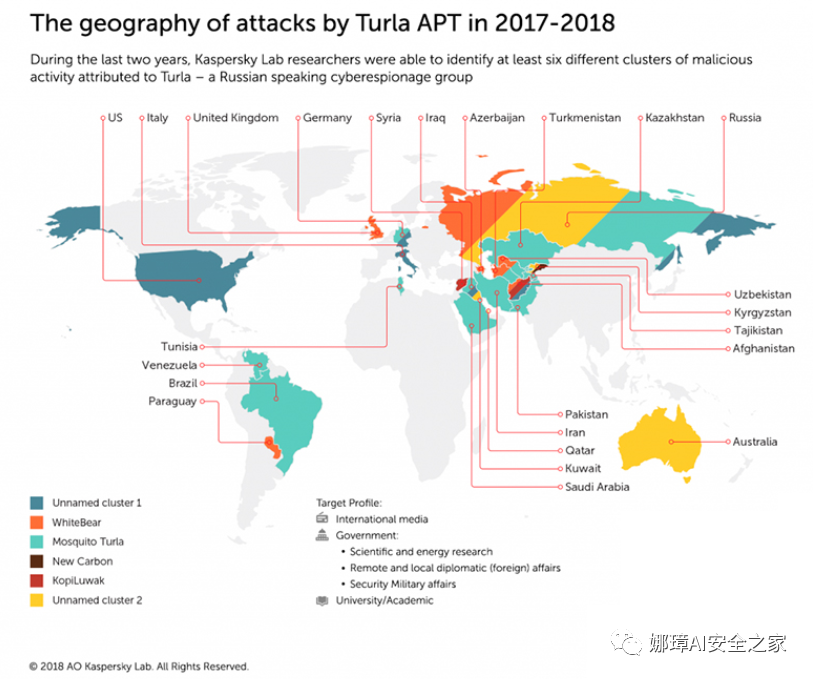 The geography of attacks by Turla APT in 2017-2018
During the last two years, Kaspersky Lab researchers were able to identify at least six different clusters of malicious
activity attributed to Turla – a Russian speaking cyberespionage group
US
Italy
United Kingdom
Germany
Syria
Iraq
Azerbaijan
Turkmenistan
Kazakhstan
Russia
Uzbekistan
Kyrgyzstan
Tajikistan
Afghanistan
Tunisia
Venezuela
Brazil
Paraguay
Pakistan
Iran
Qatar
Kuwait
Saudi Arabia
Australia
Unnamed cluster 1
WhiteBear
Mosquito Turla
New Carbon
KopiLuwak
Unnamed cluster 2
Target Profile:
International media
Government:
• Scientific and energy research
• Remote and local diplomatic (foreign) affairs
• Security Military affairs
University/Academic
娜璋AI安全之家
© 2018 AO Kaspersky Lab. All Rights Reserved.